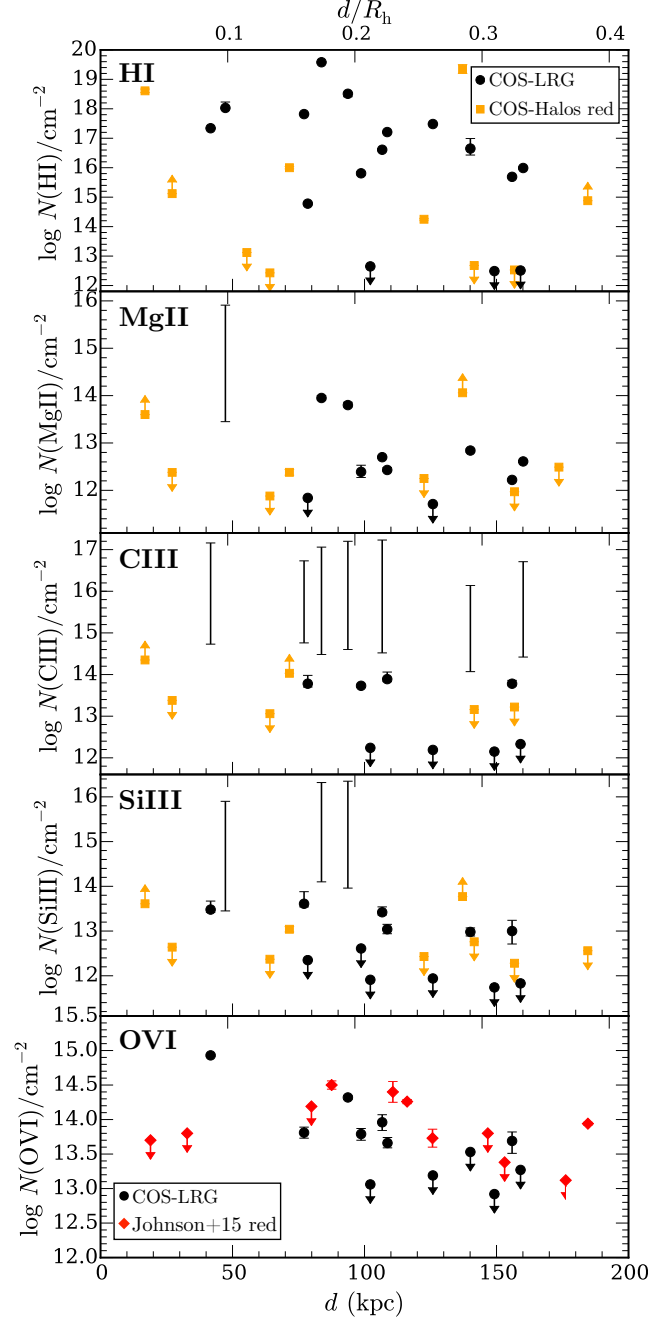 d/R_h
0.1 0.2 0.3 0.4
HI
COS-LRG
COS-Halos red
log N(HI)/cm^−2
20
19
18
17
16
15
14
13
12
MgII
log N(MgII)/cm^−2
16
15
14
13
12
CIII
log N(CIII)/cm^−2
17
16
15
14
13
12
SiIII
log N(SiIII)/cm^−2
16
15
14
13
12
15.5
OVI
log N(OVI)/cm^−2
15.0
14.5
14.0
13.5
13.0
12.5
12.0
COS-LRG
Johnson+15 red
0 50 100 150 200
d (kpc)